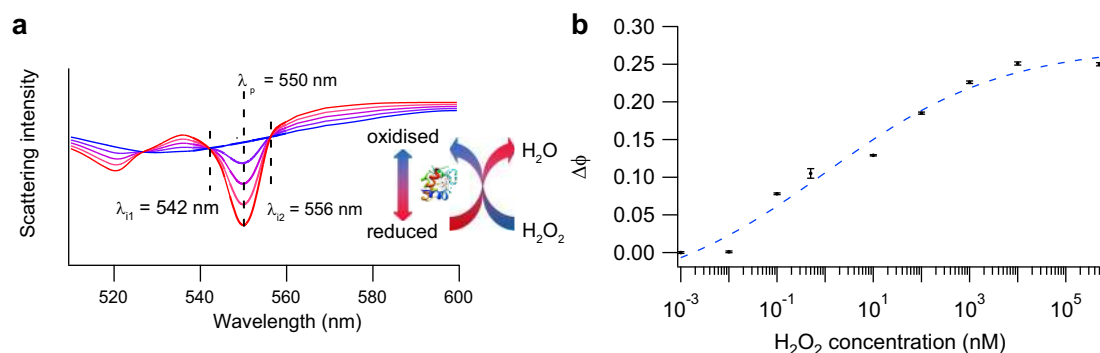 a
Scattering intensity
λp = 550 nm
λi1 = 542 nm
λi2 = 556 nm
oxidised
reduced
H2O
H2O2
520 540 560 580 600
Wavelength (nm)
b
Δϕ
0.30
0.25
0.20
0.15
0.10
0.05
0.00
10-3 10-1 101 103 105
H2O2 concentration (nM)